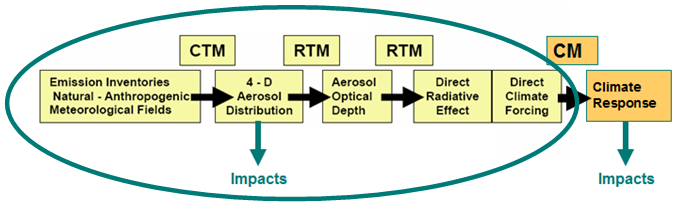 CTM
RTM
RTM
CM
Emission Inventories
Natural - Anthropogenic
Meteorological Fields
4 - D
Aerosol
Distribution
Aerosol
Optical
Depth
Direct
Radiative
Effect
Direct
Climate
Forcing
Climate
Response
Impacts
Impacts